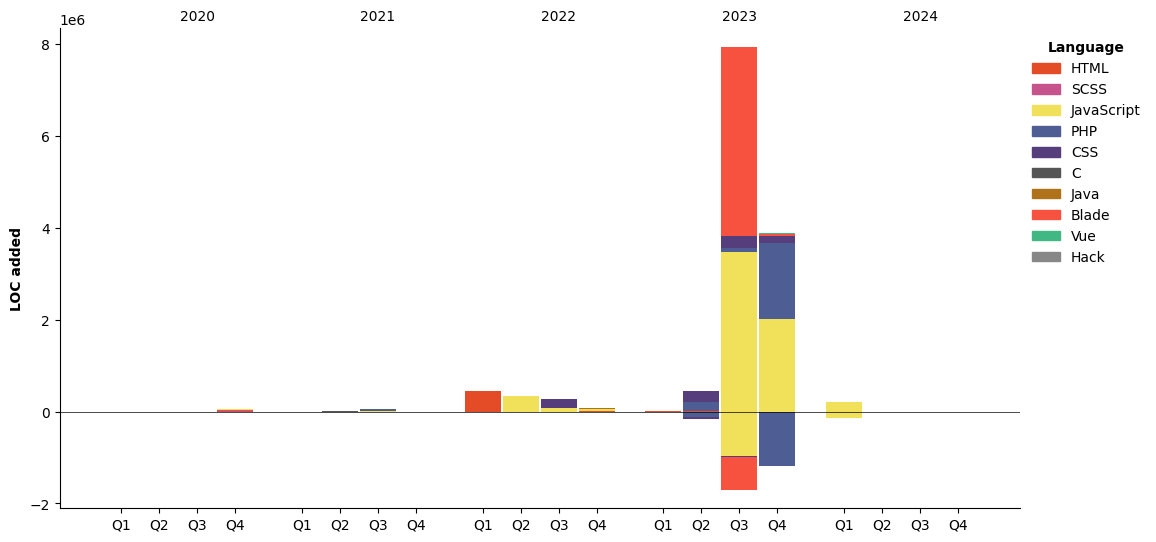 1e6
2020 2021 2022 2023 2024
8
6
4
2
0
−2
LOC added
Q1 Q2 Q3 Q4 Q1 Q2 Q3 Q4 Q1 Q2 Q3 Q4 Q1 Q2 Q3 Q4 Q1 Q2 Q3 Q4
Language
HTML
SCSS
JavaScript
PHP
CSS
C
Java
Blade
Vue
Hack